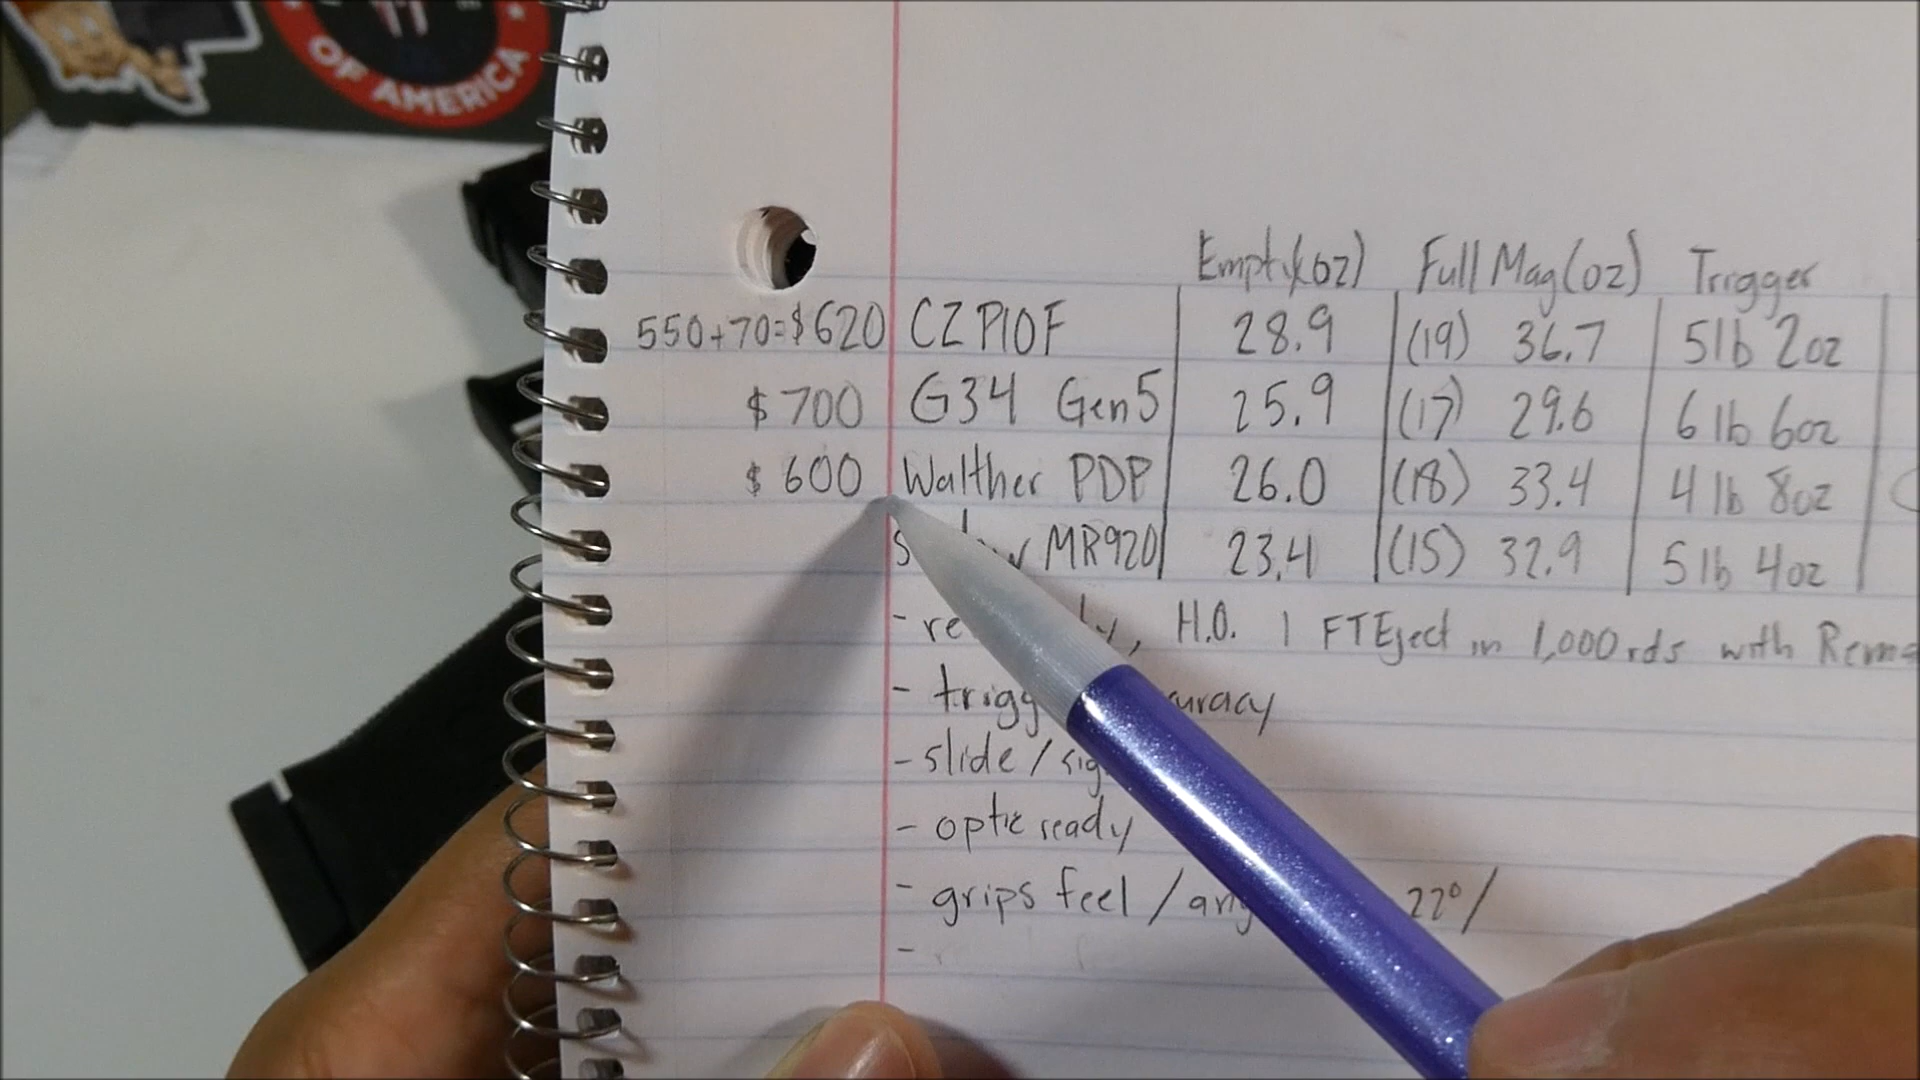 OF AMERICA
Empty(oz) Full Mag(oz) Trigger
550+70=$620 CZ P10F 28.9 (19) 36.7 5lb 2oz
$700 G34 Gen5 25.9 (17) 29.6 6lb 6oz
$600 Walther PDP 26.0 (18) 33.4 4lb 8oz
MR920 23.4 (15) 32.9 5lb 4oz
- H.O. 1 FTEject in 1,000rds with
-
- slide /
- optic ready
- grips feel / 22°/
-